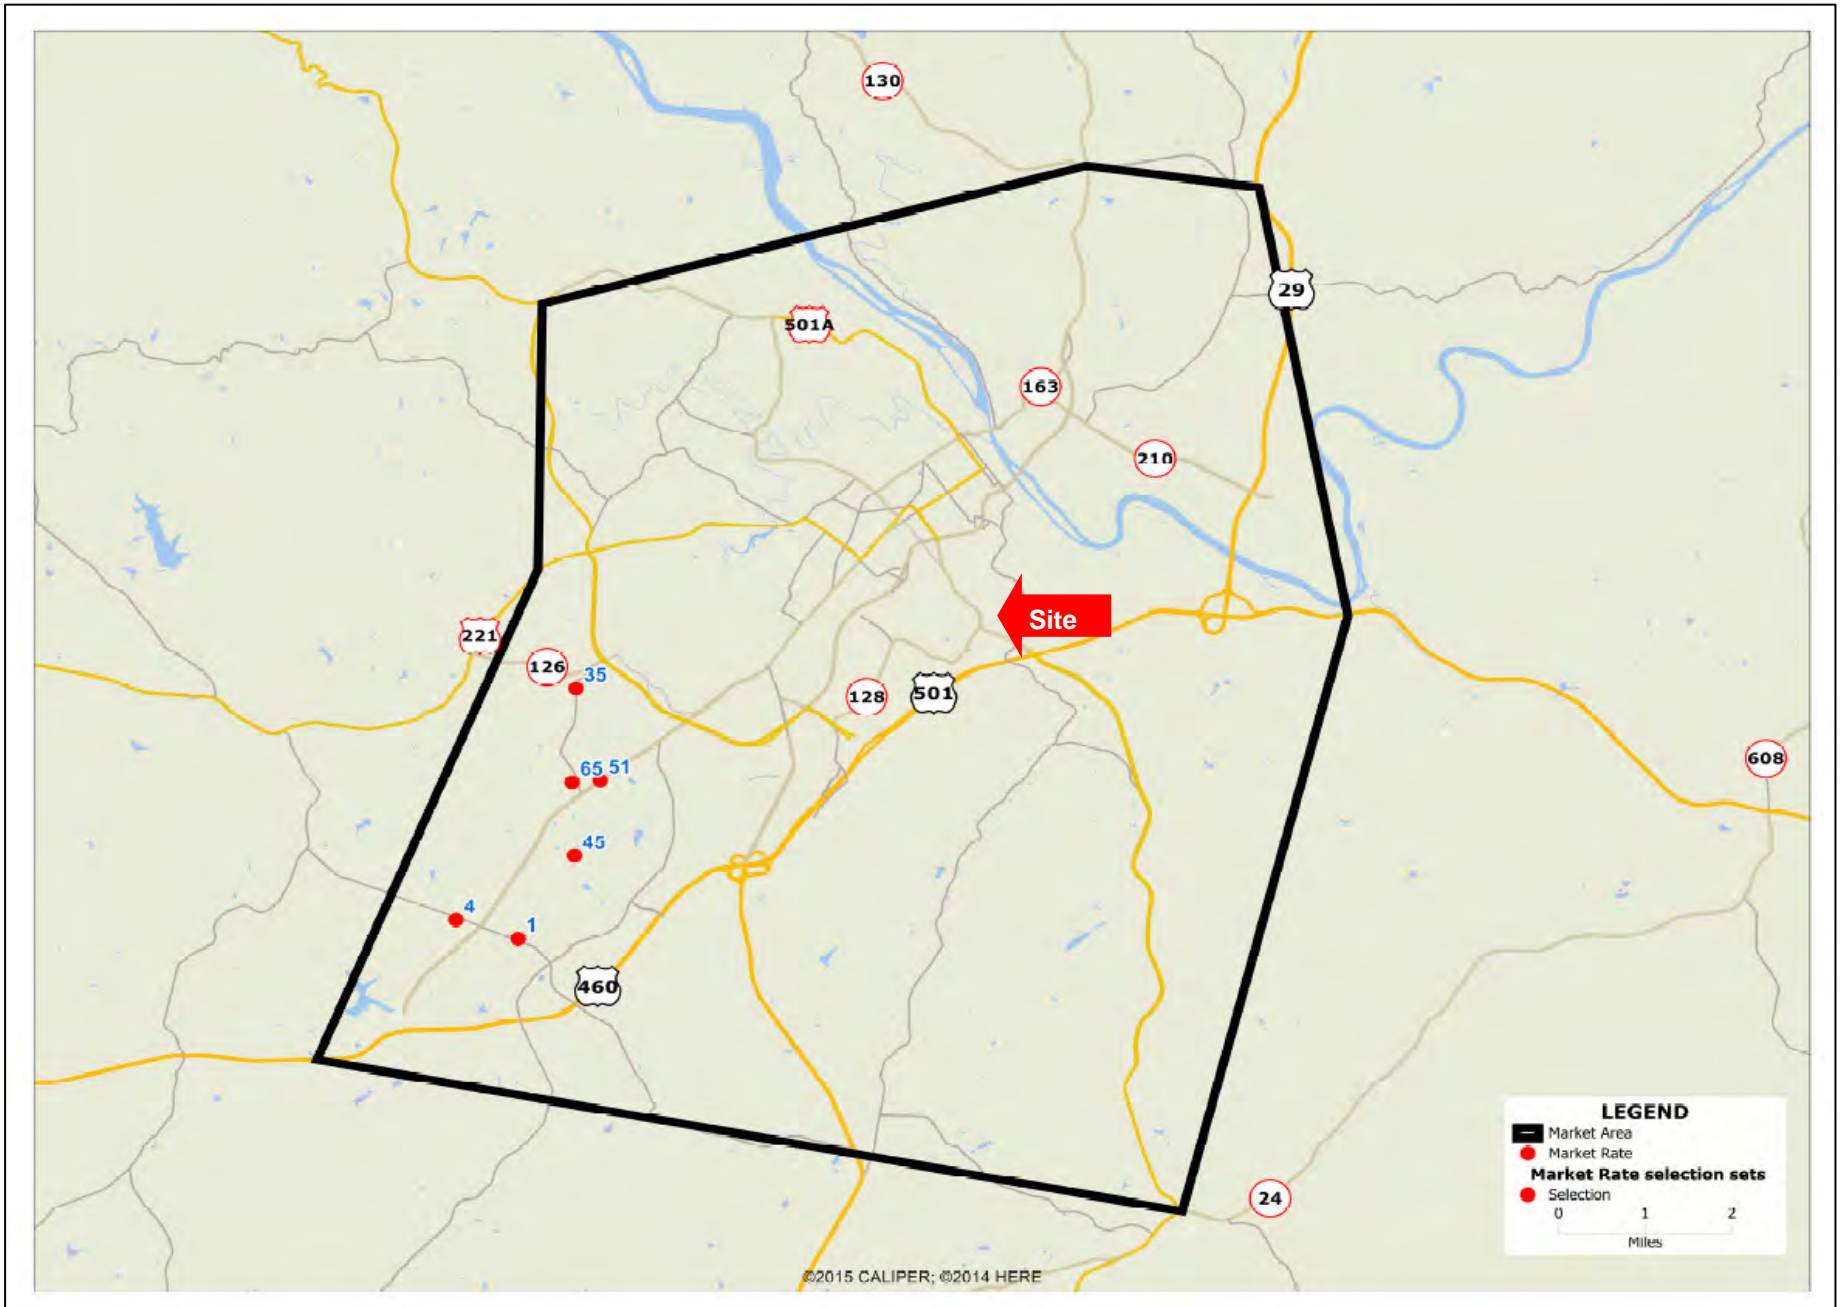 130
29
501A
163
210
Site
221
126
35
128
501
65 51
608
45
4
1
460
LEGEND
Market Area
Market Rate
Market Rate selection sets
Selection
0 1 2
Miles
24
©2015 CALIPER; ©2014 HERE